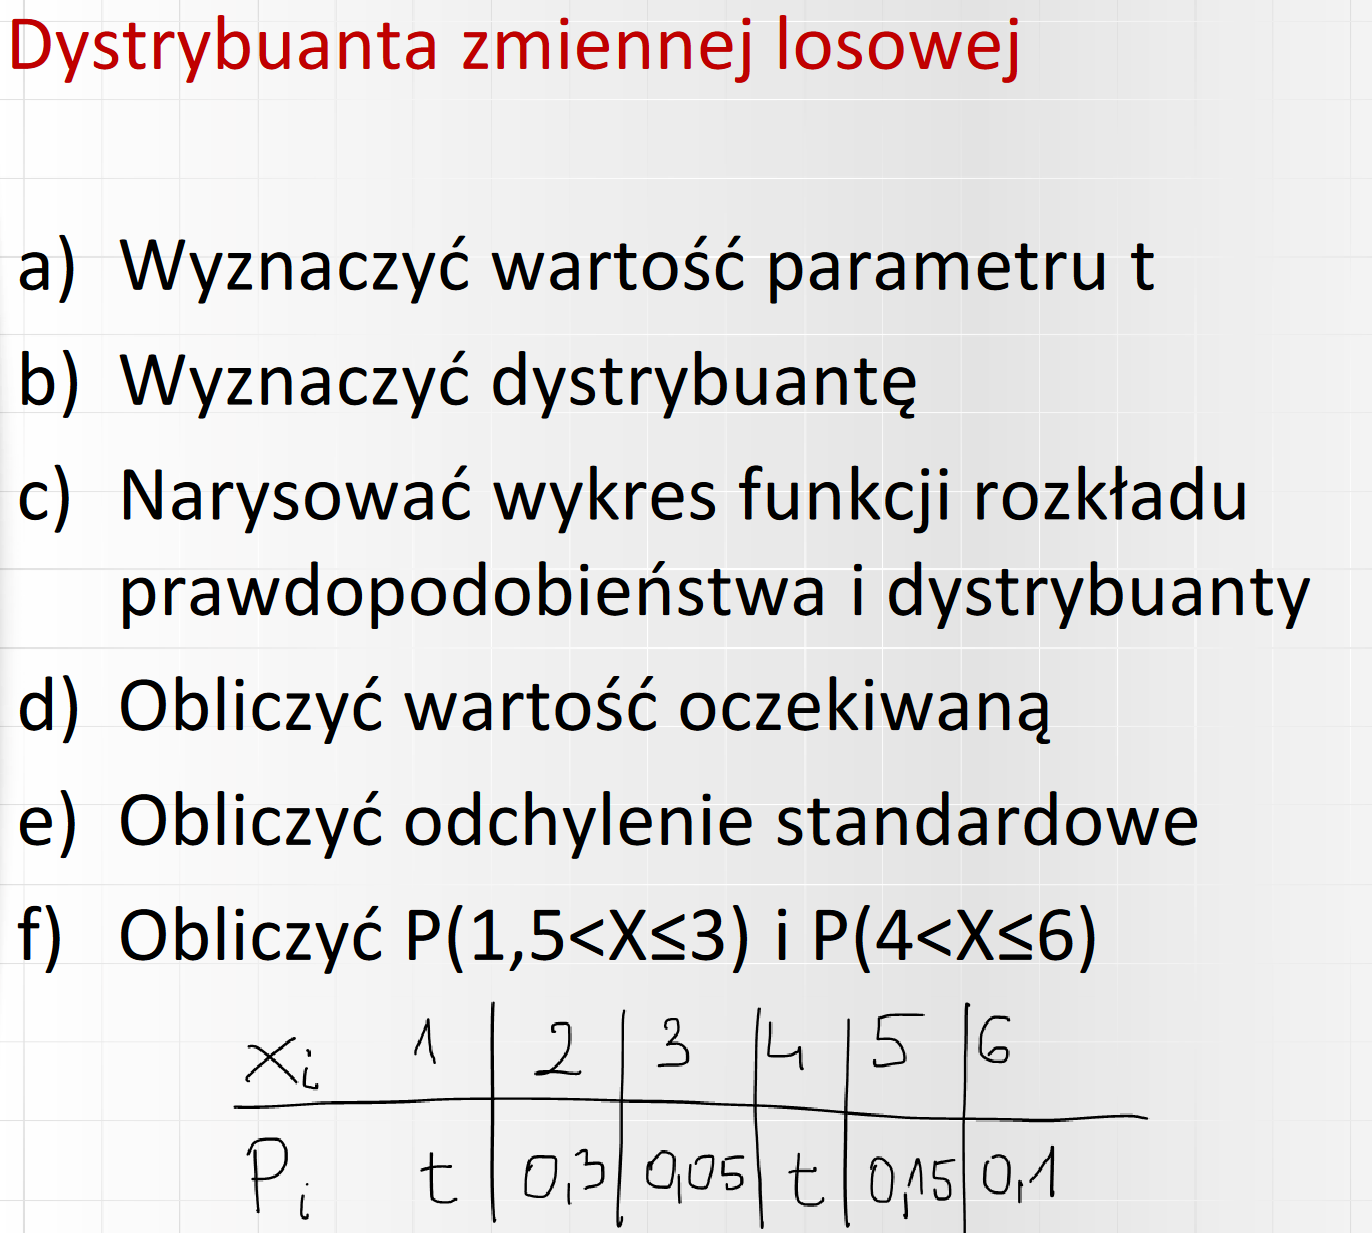 Dystrybuanta zmiennej losowej
a) Wyznaczyć wartość parametru t
b) Wyznaczyć dystrybuantę
c) Narysować wykres funkcji rozkładu
prawdopodobieństwa i dystrybuanty
d) Obliczyć wartość oczekiwaną
e) Obliczyć odchylenie standardowe
f) Obliczyć P(1,5<X≤3) i P(4<X≤6)
xi 1 | 2 | 3 | 4 | 5 | 6
Pi t | 0,3 | 0,05 | t | 0,15 | 0,1